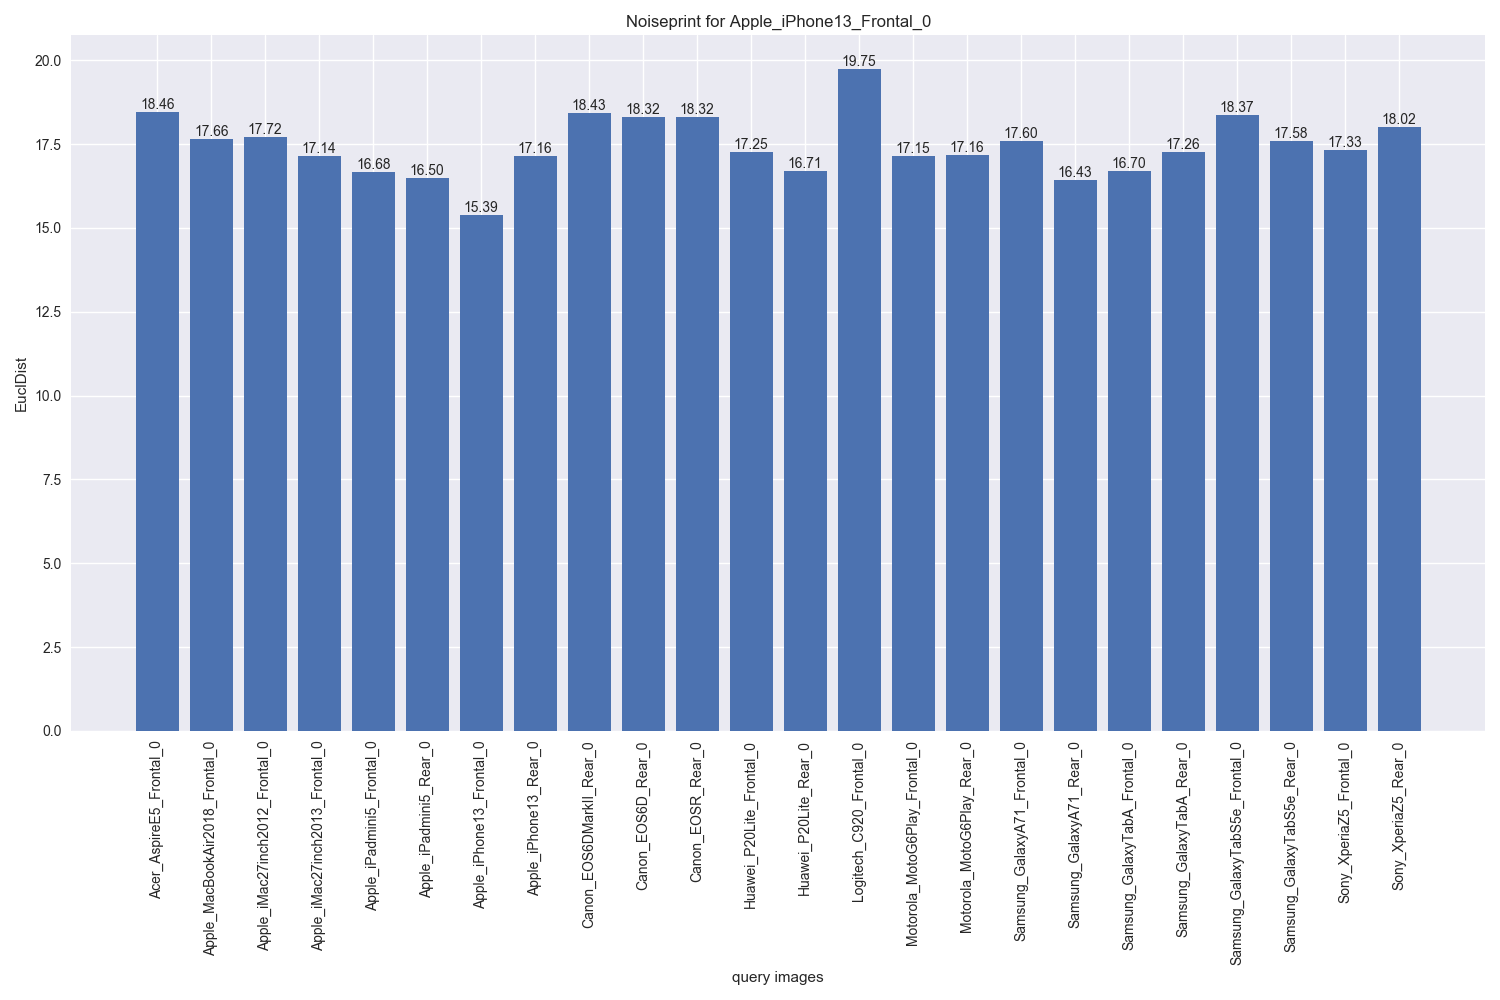 Noiseprint for Apple_iPhone13_Frontal_0
EuclDist
20.0
17.5
15.0
12.5
10.0
7.5
5.0
2.5
0.0
18.46
17.66
17.72
17.14
16.68
16.50
15.39
17.16
18.43
18.32
18.32
17.25
16.71
19.75
17.15
17.16
17.60
16.43
16.70
17.26
18.37
17.58
17.33
18.02
Acer_AspireE5_Frontal_0
Apple_MacBookAir2018_Frontal_0
Apple_iMac27inch2012_Frontal_0
Apple_iMac27inch2013_Frontal_0
Apple_iPadmini5_Frontal_0
Apple_iPadmini5_Rear_0
Apple_iPhone13_Frontal_0
Apple_iPhone13_Rear_0
Canon_EOS6DMarkII_Rear_0
Canon_EOS6D_Rear_0
Canon_EOSR_Rear_0
Huawei_P20Lite_Frontal_0
Huawei_P20Lite_Rear_0
Logitech_C920_Frontal_0
Motorola_MotoG6Play_Frontal_0
Motorola_MotoG6Play_Rear_0
Samsung_GalaxyA71_Frontal_0
Samsung_GalaxyA71_Rear_0
Samsung_GalaxyTabA_Frontal_0
Samsung_GalaxyTabA_Rear_0
Samsung_GalaxyTabS5e_Frontal_0
Samsung_GalaxyTabS5e_Rear_0
Sony_XperiaZ5_Frontal_0
Sony_XperiaZ5_Rear_0
query images